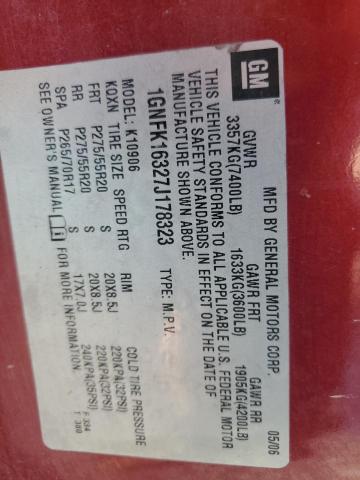 GM
MFD BY GENERAL MOTORS CORP. 05/06
GVWR GAWR FRT GAWR RR
3357KG(7400LB) 1633KG(3600LB) 1905KG(4200LB)
THIS VEHICLE CONFORMS TO ALL APPLICABLE U.S. FEDERAL MOTOR
VEHICLE SAFETY STANDARDS IN EFFECT ON THE DATE OF
MANUFACTURE SHOWN ABOVE.
1GNFK16327J178323 TYPE: M.P.V.
MODEL: K10906
KQXN TIRE SIZE SPEED RTG RIM COLD TIRE PRESSURE
FRT P275/55R20 S 20X8.5J 220KPA(32PSI)
RR P275/55R20 S 20X8.5J 220KPA(32PSI)
SPA P265/70R17 S 17X7.0J 240KPA(35PSI)
SEE OWNER'S MANUAL FOR MORE INFORMATION.